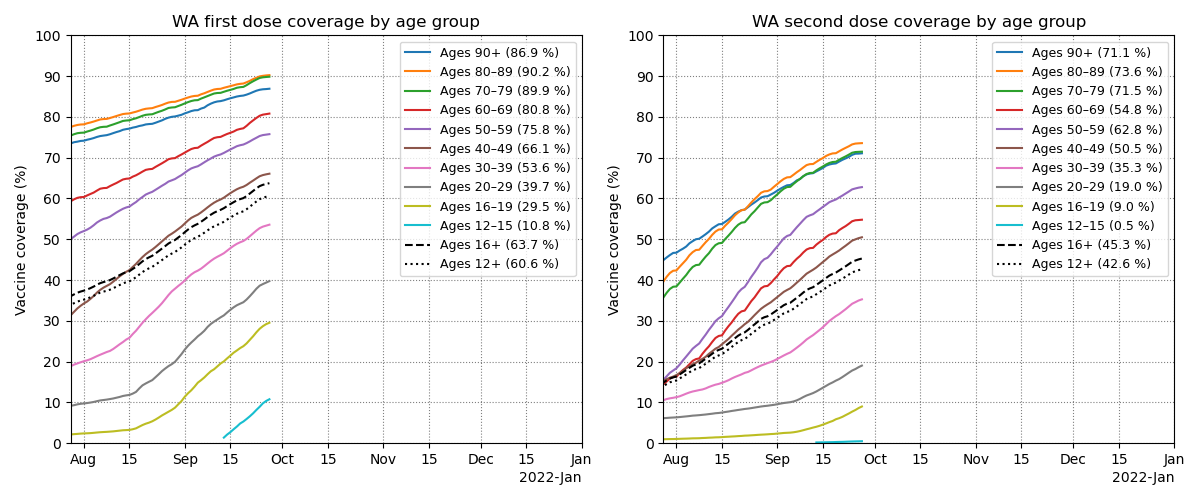 WA first dose coverage by age group
Vaccine coverage (%)
100
90
80
70
60
50
40
30
20
10
0
Ages 90+ (86.9 %)
Ages 80–89 (90.2 %)
Ages 70–79 (89.9 %)
Ages 60–69 (80.8 %)
Ages 50–59 (75.8 %)
Ages 40–49 (66.1 %)
Ages 30–39 (53.6 %)
Ages 20–29 (39.7 %)
Ages 16–19 (29.5 %)
Ages 12–15 (10.8 %)
Ages 16+ (63.7 %)
Ages 12+ (60.6 %)
Aug 15 Sep 15 Oct 15 Nov 15 Dec 15 Jan
2022-Jan
WA second dose coverage by age group
Vaccine coverage (%)
100
90
80
70
60
50
40
30
20
10
0
Ages 90+ (71.1 %)
Ages 80–89 (73.6 %)
Ages 70–79 (71.5 %)
Ages 60–69 (54.8 %)
Ages 50–59 (62.8 %)
Ages 40–49 (50.5 %)
Ages 30–39 (35.3 %)
Ages 20–29 (19.0 %)
Ages 16–19 (9.0 %)
Ages 12–15 (0.5 %)
Ages 16+ (45.3 %)
Ages 12+ (42.6 %)
Aug 15 Sep 15 Oct 15 Nov 15 Dec 15 Jan
2022-Jan